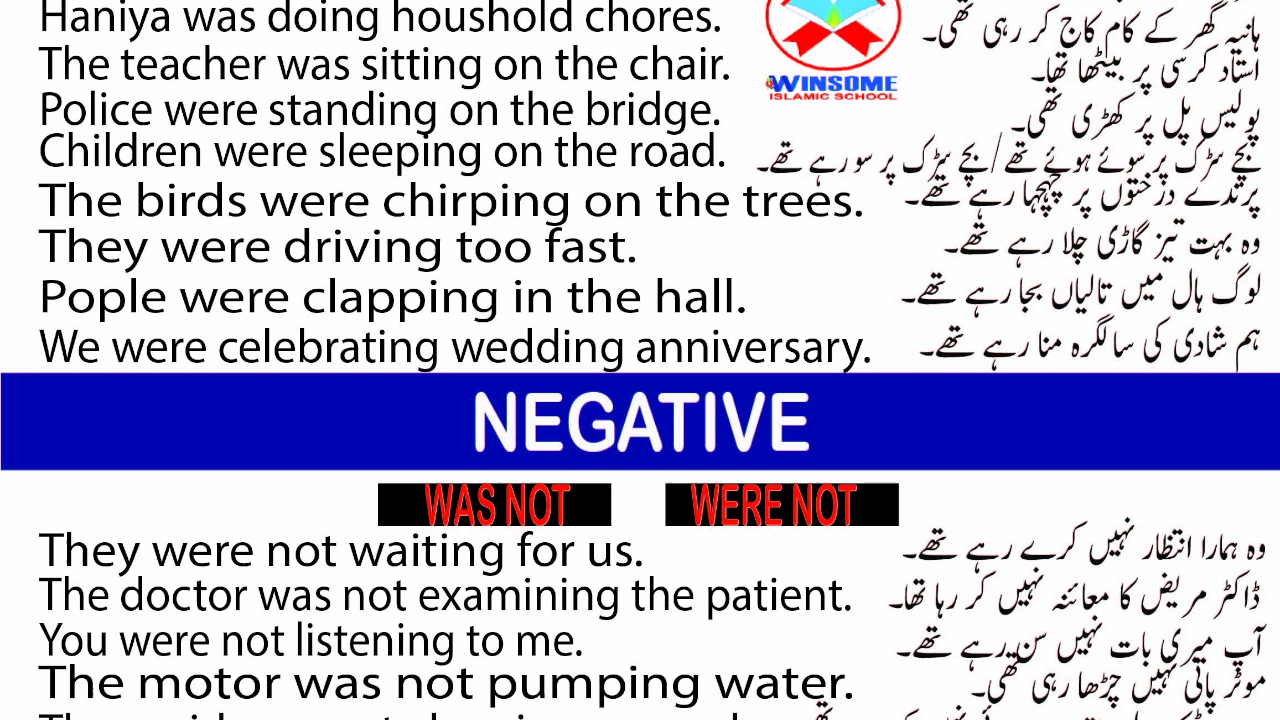 Haniya was doing houshold chores. ہانیہ گھر کے کام کاج کر رہی تھی۔
WINSOME
ISLAMIC SCHOOL
The teacher was sitting on the chair. استاد کرسی پر بیٹھا تھا۔
Police were standing on the bridge. پولیس پل پر کھڑی تھی۔
Children were sleeping on the road. بچے سڑک پر سوئے ہوئے تھے/بچے سڑک پر سو رہے تھے۔
The birds were chirping on the trees. پرندے درختوں پر چہچہا رہے تھے۔
They were driving too fast. وہ بہت تیز گاڑی چلا رہے تھے۔
Pople were clapping in the hall. لوگ ہال میں تالیاں بجا رہے تھے۔
We were celebrating wedding anniversary. ہم شادی کی سالگرہ منا رہے تھے۔
NEGATIVE
WAS NOT WERE NOT
They were not waiting for us. وہ ہمارا انتظار نہیں کرے رہے تھے۔
The doctor was not examining the patient. ڈاکٹر مریض کا معائنہ نہیں کر رہا تھا۔
You were not listening to me. آپ میری بات نہیں سن رہے تھے۔
The motor was not pumping water. موٹر پانی نہیں چڑھا رہی تھی۔